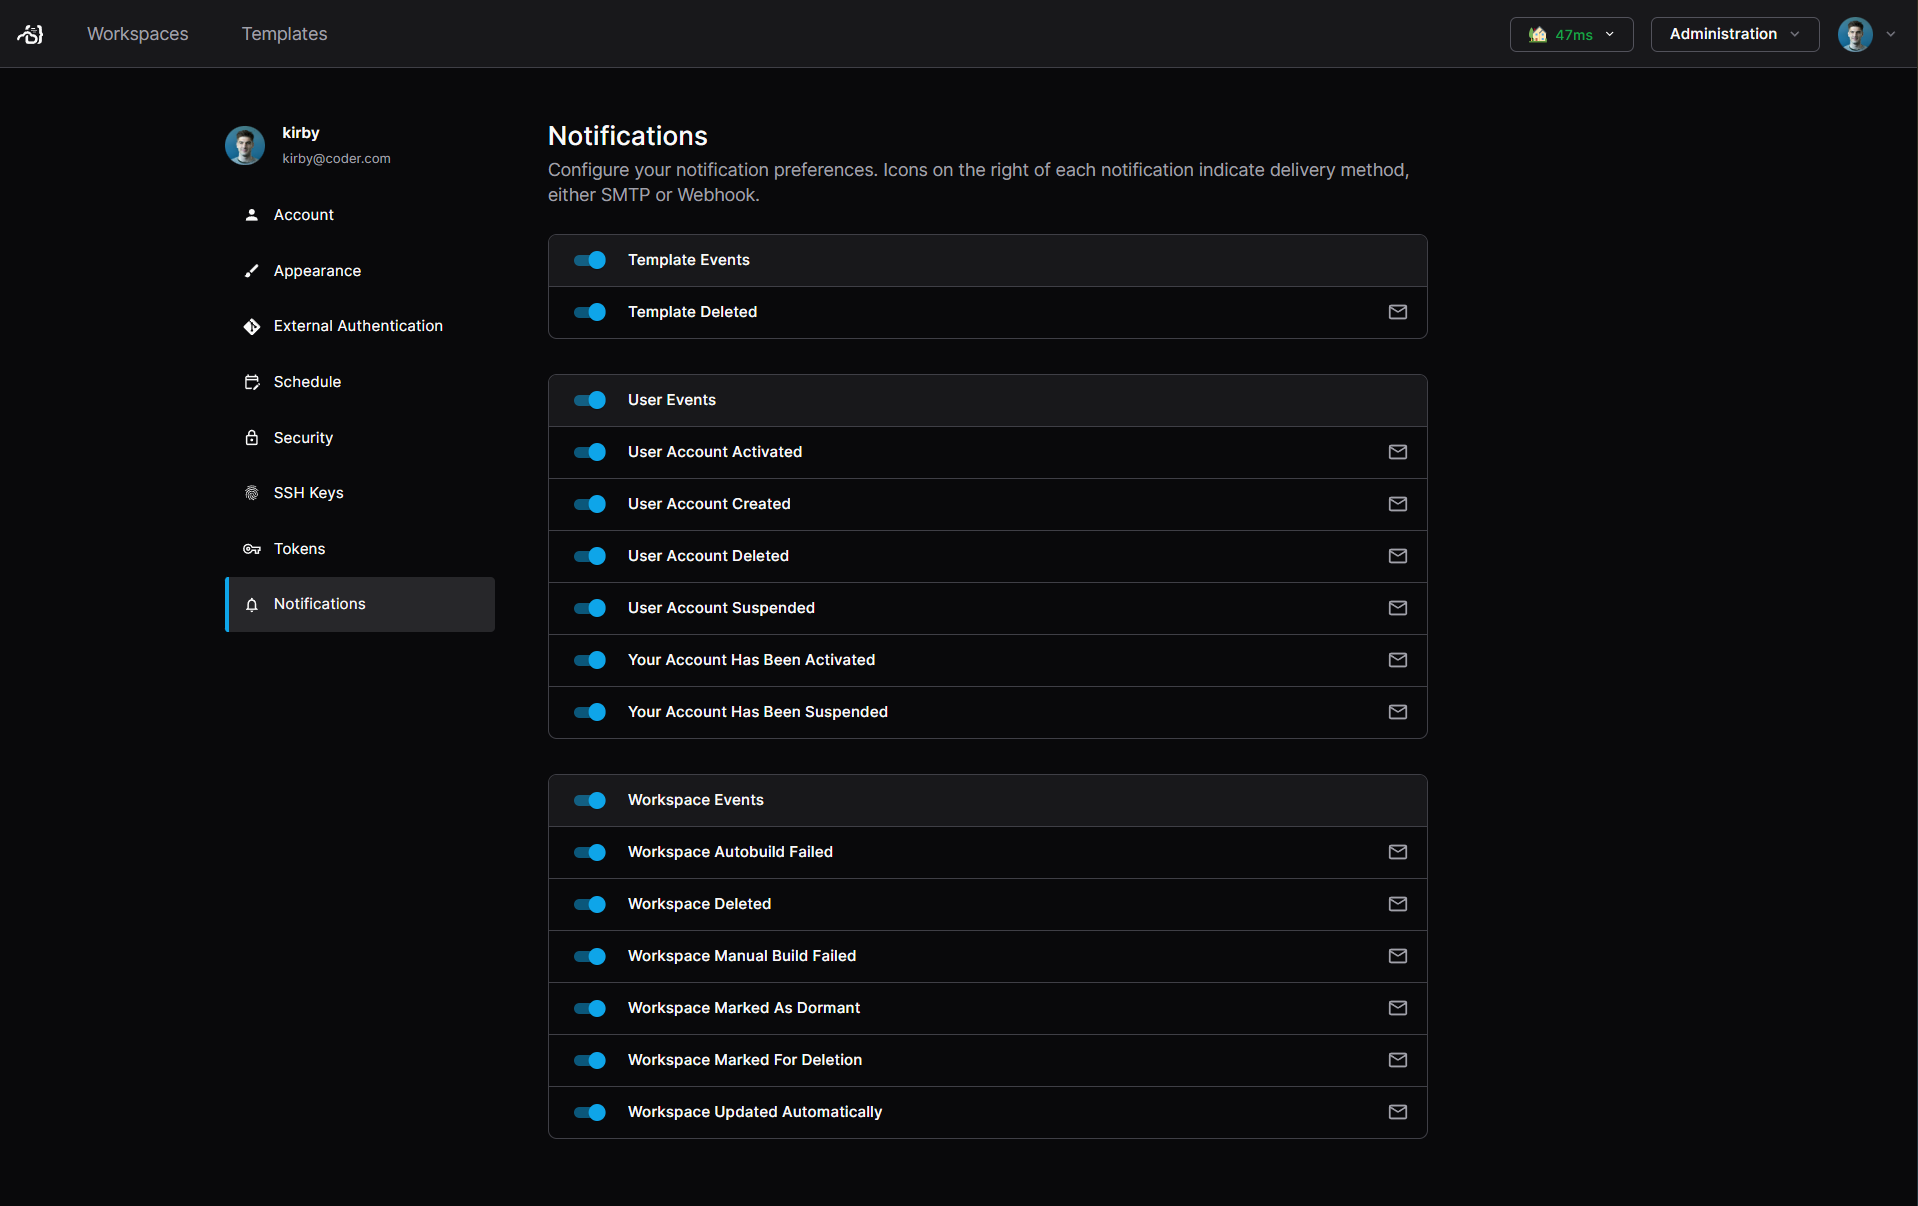 Workspaces
Templates
47ms
Administration
kirby
kirby@coder.com
Account
Appearance
External Authentication
Schedule
Security
SSH Keys
Tokens
Notifications
Notifications
Configure your notification preferences. Icons on the right of each notification indicate delivery method,
either SMTP or Webhook.
Template Events
Template Deleted
User Events
User Account Activated
User Account Created
User Account Deleted
User Account Suspended
Your Account Has Been Activated
Your Account Has Been Suspended
Workspace Events
Workspace Autobuild Failed
Workspace Deleted
Workspace Manual Build Failed
Workspace Marked As Dormant
Workspace Marked For Deletion
Workspace Updated Automatically